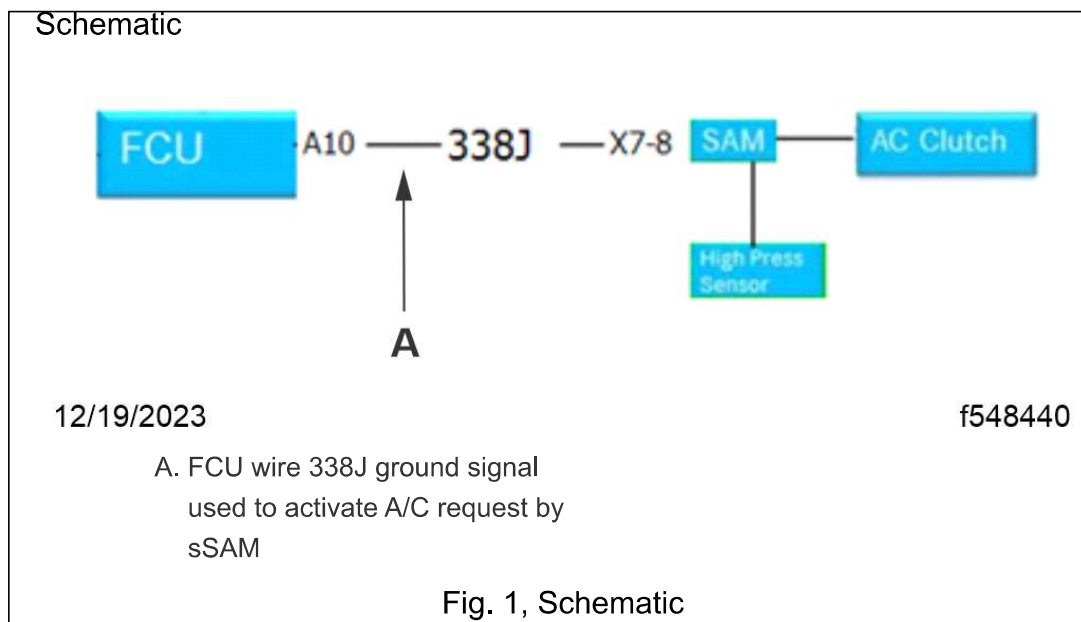 Schematic
FCU A10 338J X7-8 SAM AC Clutch
High Press
Sensor
A
12/19/2023 f548440
A. FCU wire 338J ground signal
used to activate A/C request by
sSAM
Fig. 1, Schematic